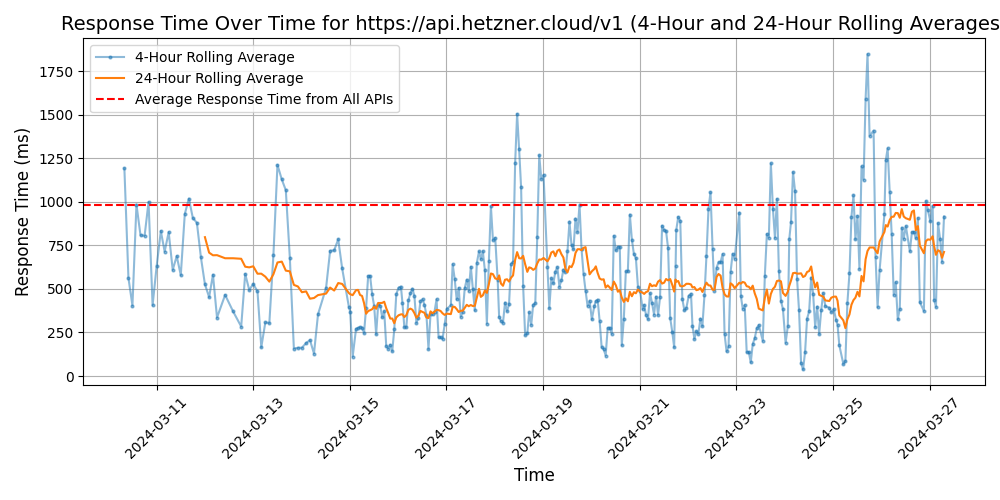 Response Time Over Time for https://api.hetzner.cloud/v1 (4-Hour and 24-Hour Rolling Averages
4-Hour Rolling Average
24-Hour Rolling Average
Average Response Time from All APIs
Response Time (ms)
1750
1500
1250
1000
750
500
250
0
2024-03-11
2024-03-13
2024-03-15
2024-03-17
2024-03-19
2024-03-21
2024-03-23
2024-03-25
2024-03-27
Time